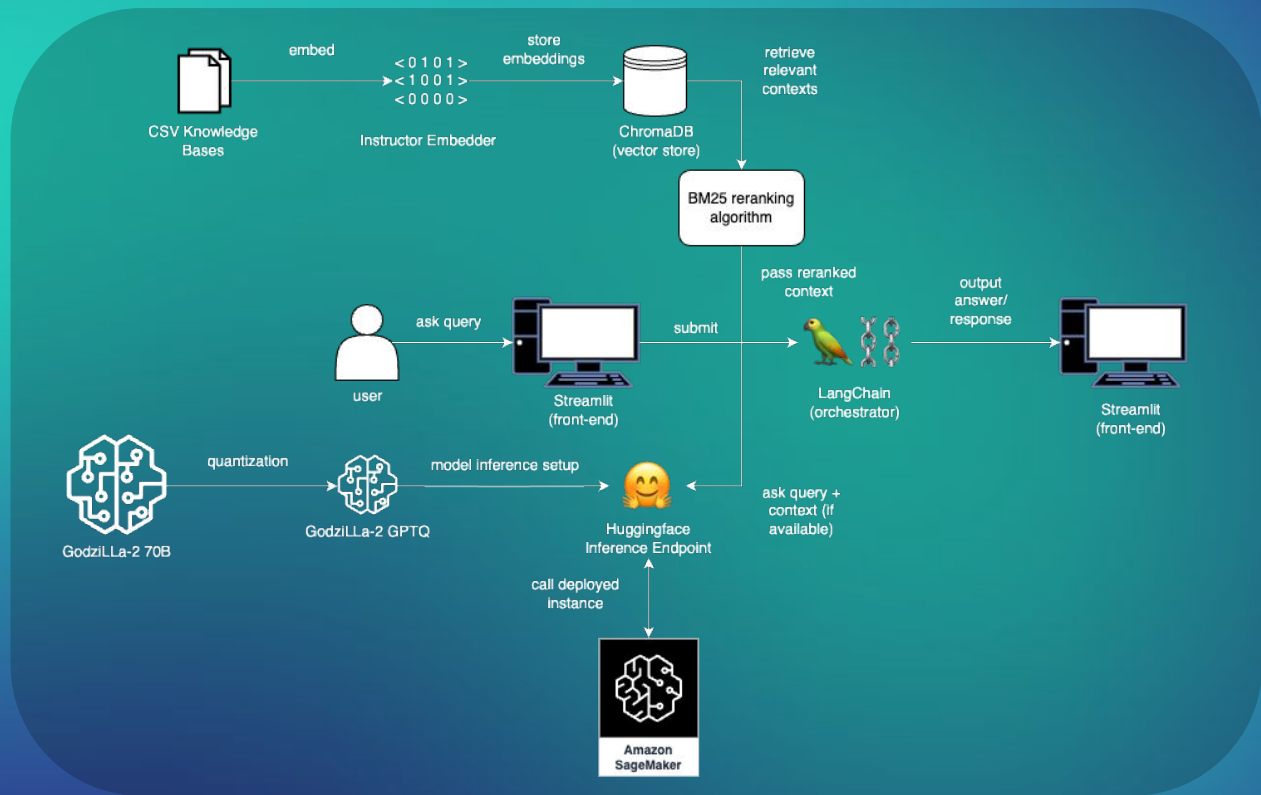 embed
store
embeddings
retrieve
relevant
contexts
<0101>
<1001>
<0000>
CSV Knowledge
Bases
Instructor Embedder
ChromaDB
(vector store)
BM25 reranking
algorithm
pass reranked
context
output
answer/
response
ask query
submit
user
Streamlit
(front-end)
LangChain
(orchestrator)
Streamlit
(front-end)
quantization
model inference setup
ask query +
context (if
available)
GodziLLa-2 70B
GodziLLa-2 GPTQ
Huggingface
Inference Endpoint
call deployed
instance
Amazon
SageMaker